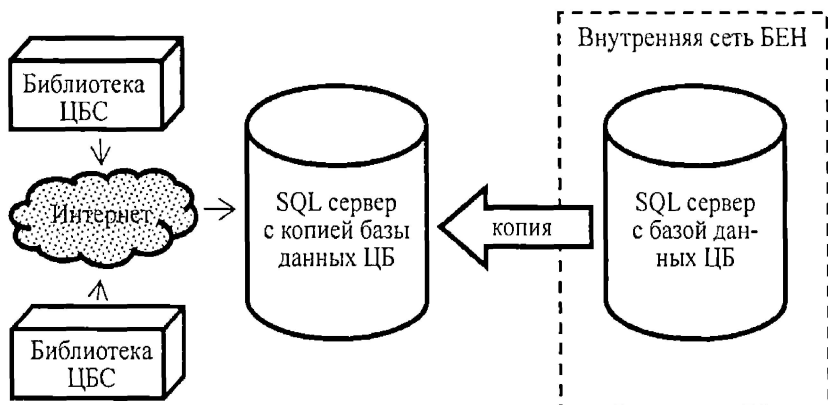 Внутренняя сеть БЕН
Библиотека
ЦБС
Интернет
Библиотека
ЦБС
SQL сервер
с копией базы
данных ЦБ
копия
SQL сервер
с базой дан-
ных ЦБ